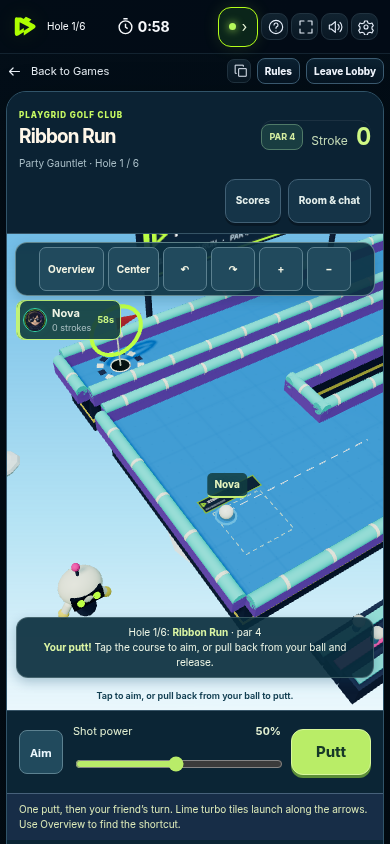 Hole 1/6
0:58
Back to Games
Rules
Leave Lobby
PLAYGRID GOLF CLUB
Ribbon Run
PAR 4
Stroke 0
Party Gauntlet · Hole 1 / 6
Scores
Room & chat
PAR
Overview
Center
Nova
0 strokes
58s
Nova
Hole 1/6: Ribbon Run · par 4
Your putt! Tap the course to aim, or pull back from your ball and
release.
Tap to aim, or pull back from your ball to putt.
Aim
Shot power
50%
Putt
One putt, then your friend's turn. Lime turbo tiles launch along the arrows.
Use Overview to find the shortcut.